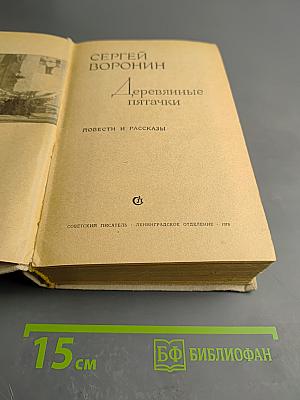 СЕРГЕЙ
ВОРОНИН
Деревянные
пятачки
ПОВЕСТИ И РАССКАЗЫ
СОВЕТСКИЙ ПИСАТЕЛЬ · ЛЕНИНГРАДСКОЕ ОТДЕЛЕНИЕ ·
15 см
БФ БИБЛИОФАН